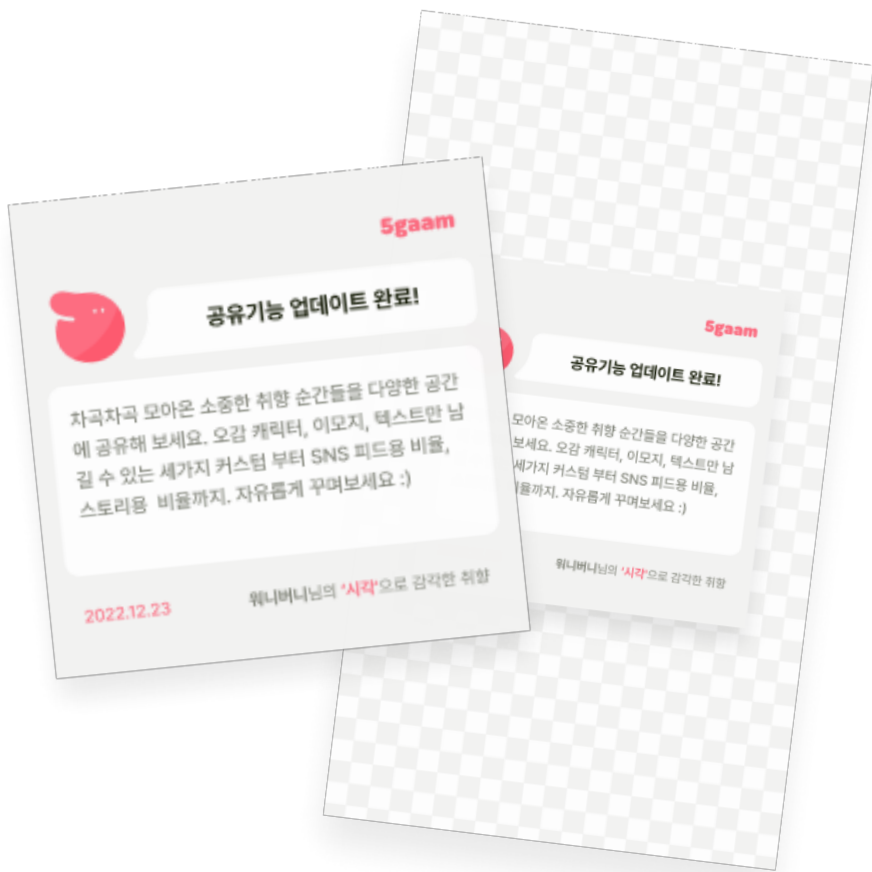 5gaam
공유기능 업데이트 완료!
차곡차곡 모아온 소중한 취향 순간들을 다양한 공간
에 공유해 보세요. 오감 캐릭터, 이모지, 텍스트만 남
길 수 있는 세가지 커스텀 부터 SNS 피드용 비율,
스토리용 비율까지. 자유롭게 꾸며보세요 :)
2022.12.23
워니버니님의 '시각'으로 감각한 취향
5gaam
공유기능 업데이트 완료!
모아온 소중한 취향 순간들을 다양한 공간
보세요. 오감 캐릭터, 이모지, 텍스트만 남
세가지 커스텀 부터 SNS 피드용 비율,
율까지. 자유롭게 꾸며보세요 :)
워니버니님의 '시각'으로 감각한 취향